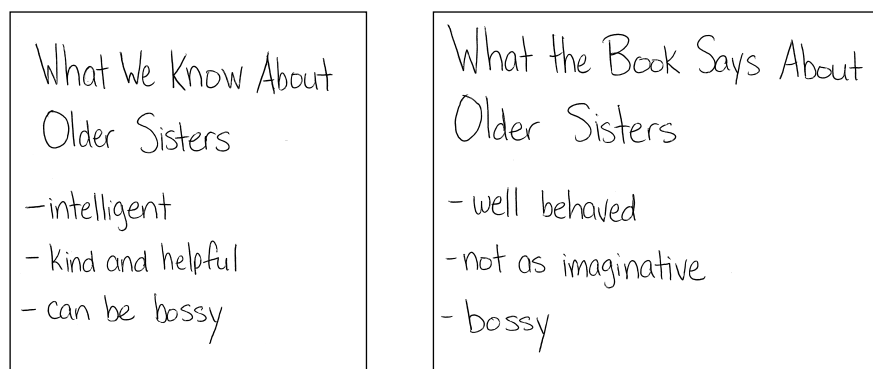 What We Know About
Older Sisters
- intelligent
- kind and helpful
- can be bossy
What the Book Says About
Older Sisters
- well behaved
- not as imaginative
- bossy